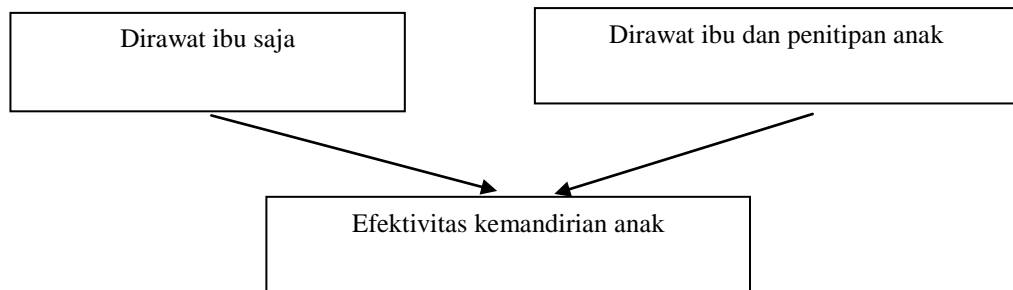 Dirawat ibu saja
Dirawat ibu dan penitipan anak
Efektivitas kemandirian anak